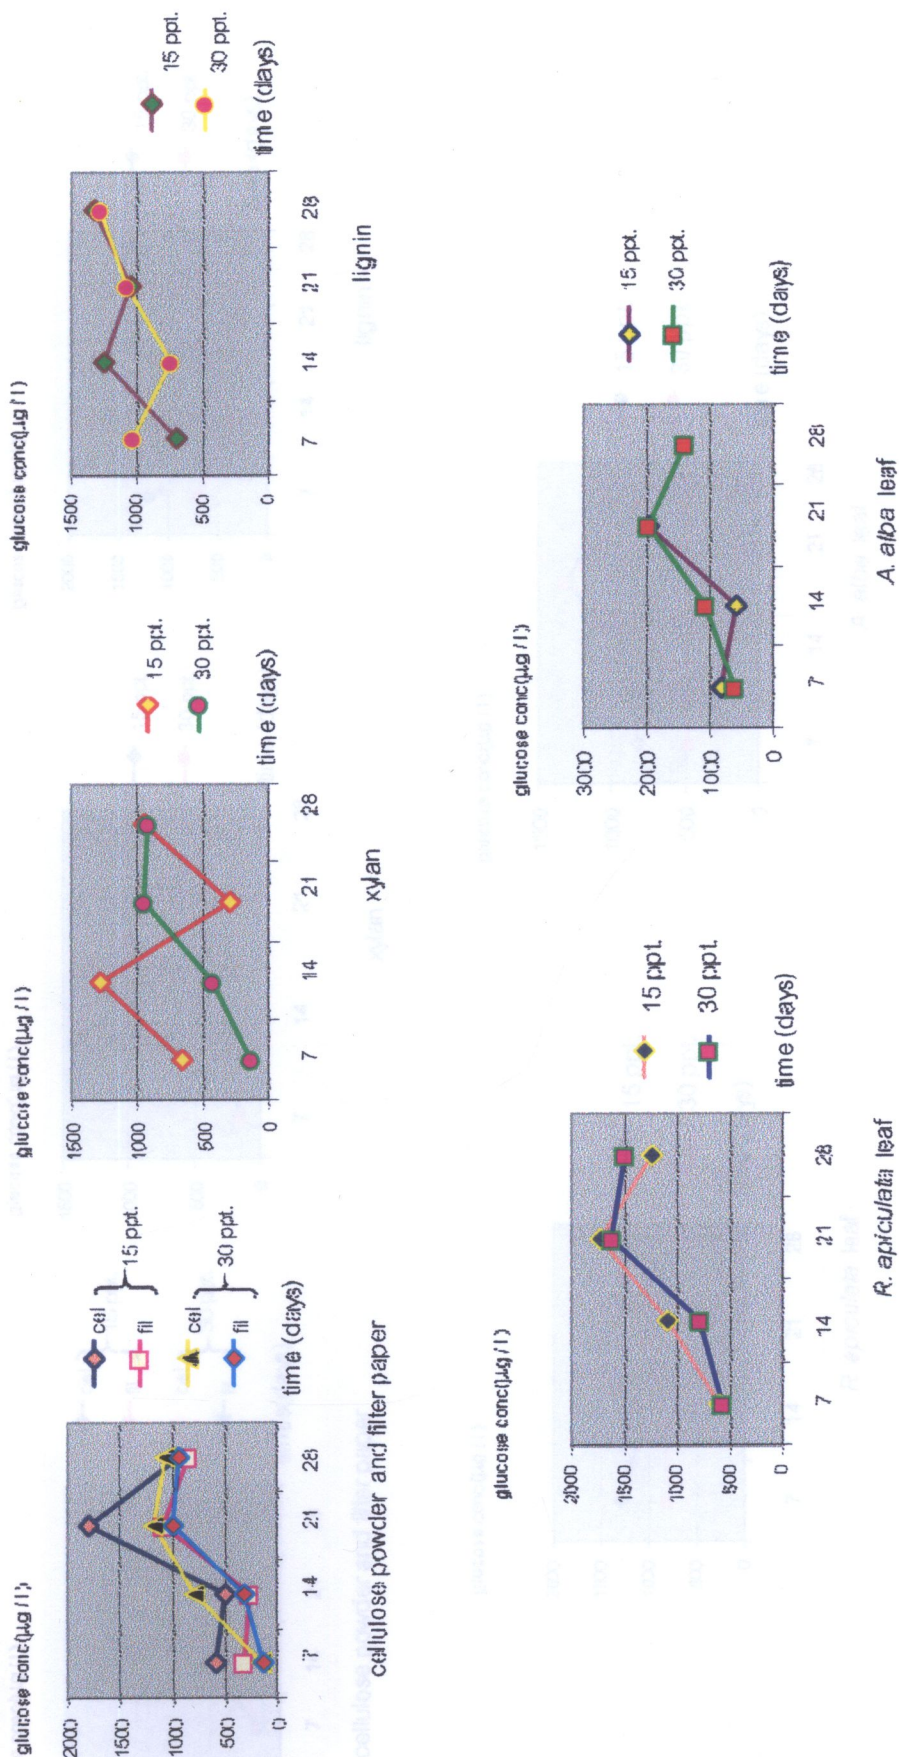 glucose conc(µg / l)
2000
1500
1000
500
0
7
14
21
28
time (days)
cel
fil
15 ppt.
cel
fil
30 ppt.
cellulose powder and filter paper
glucose conc(µg / l)
1500
1000
500
0
7
14
21
28
time (days)
15 ppt.
30 ppt.
xylan
glucose conc(µg / l)
1500
1000
500
0
7
14
21
28
time (days)
15 ppt.
30 ppt.
lignin
glucose conc(µg / l)
2000
1500
1000
500
0
7
14
21
28
time (days)
15 ppt.
30 ppt.
R. apiculata leaf
glucose conc(µg / l)
3000
2000
1000
0
7
14
21
28
time (days)
15 ppt.
30 ppt.
A. alba leaf